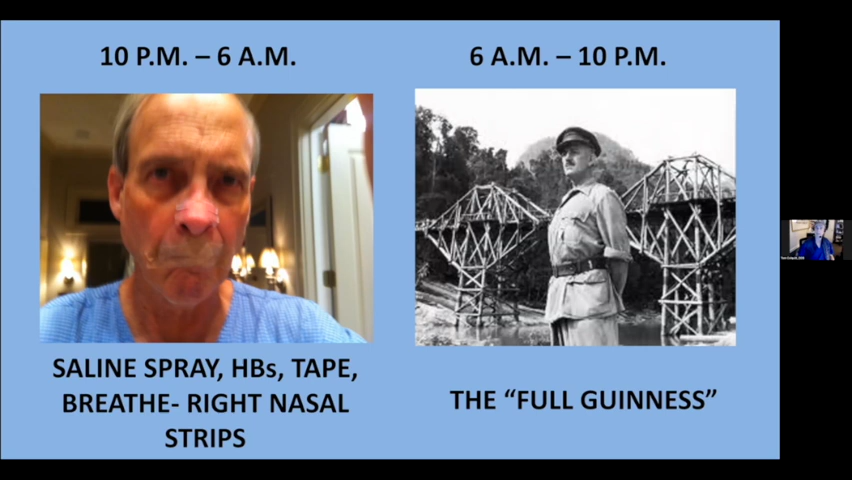 10 P.M. – 6 A.M.
6 A.M. – 10 P.M.
SALINE SPRAY, HBs, TAPE,
BREATHE- RIGHT NASAL
STRIPS
THE “FULL GUINNESS”